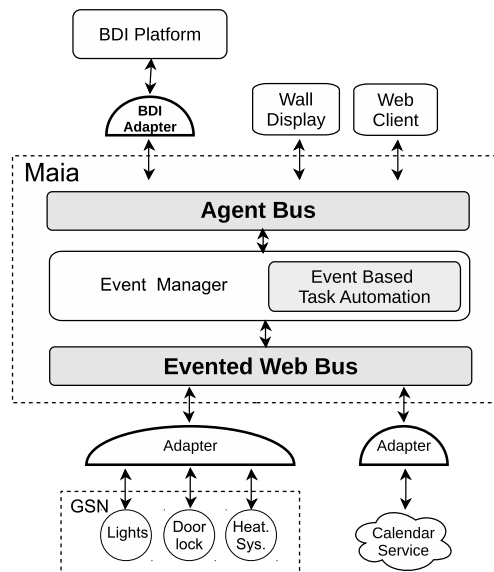 BDI Platform
BDI
Adapter
Wall
Display
Web
Client
Maia
Agent Bus
Event Manager
Event Based
Task Automation
Evented Web Bus
Adapter
Adapter
GSN
Lights
Door
lock
Heat.
Sys.
Calendar
Service